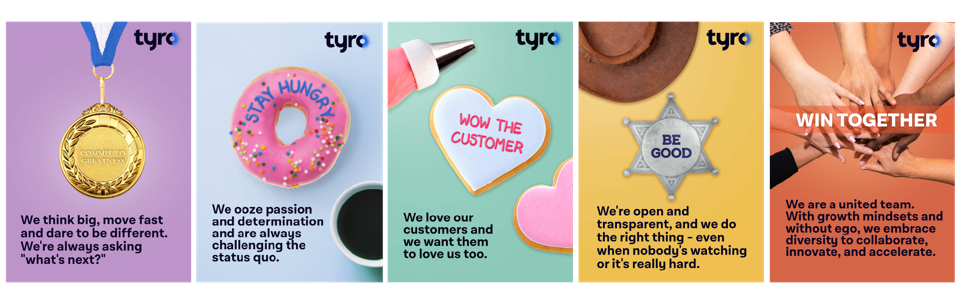 tyro
COMMIT TO
GREATNESS
We think big, move fast
and dare to be different.
We're always asking
"what's next?"
tyro
STAY HUNGRY
We ooze passion
and determination
and are always
challenging the
status quo.
tyro
WOW THE
CUSTOMER
We love our
customers and
we want them
to love us too.
tyro
BE
GOOD
We're open and
transparent, and we do
the right thing – even
when nobody's watching
or it's really hard.
tyro
WIN TOGETHER
We are a united team.
With growth mindsets and
without ego, we embrace
diversity to collaborate,
innovate, and accelerate.